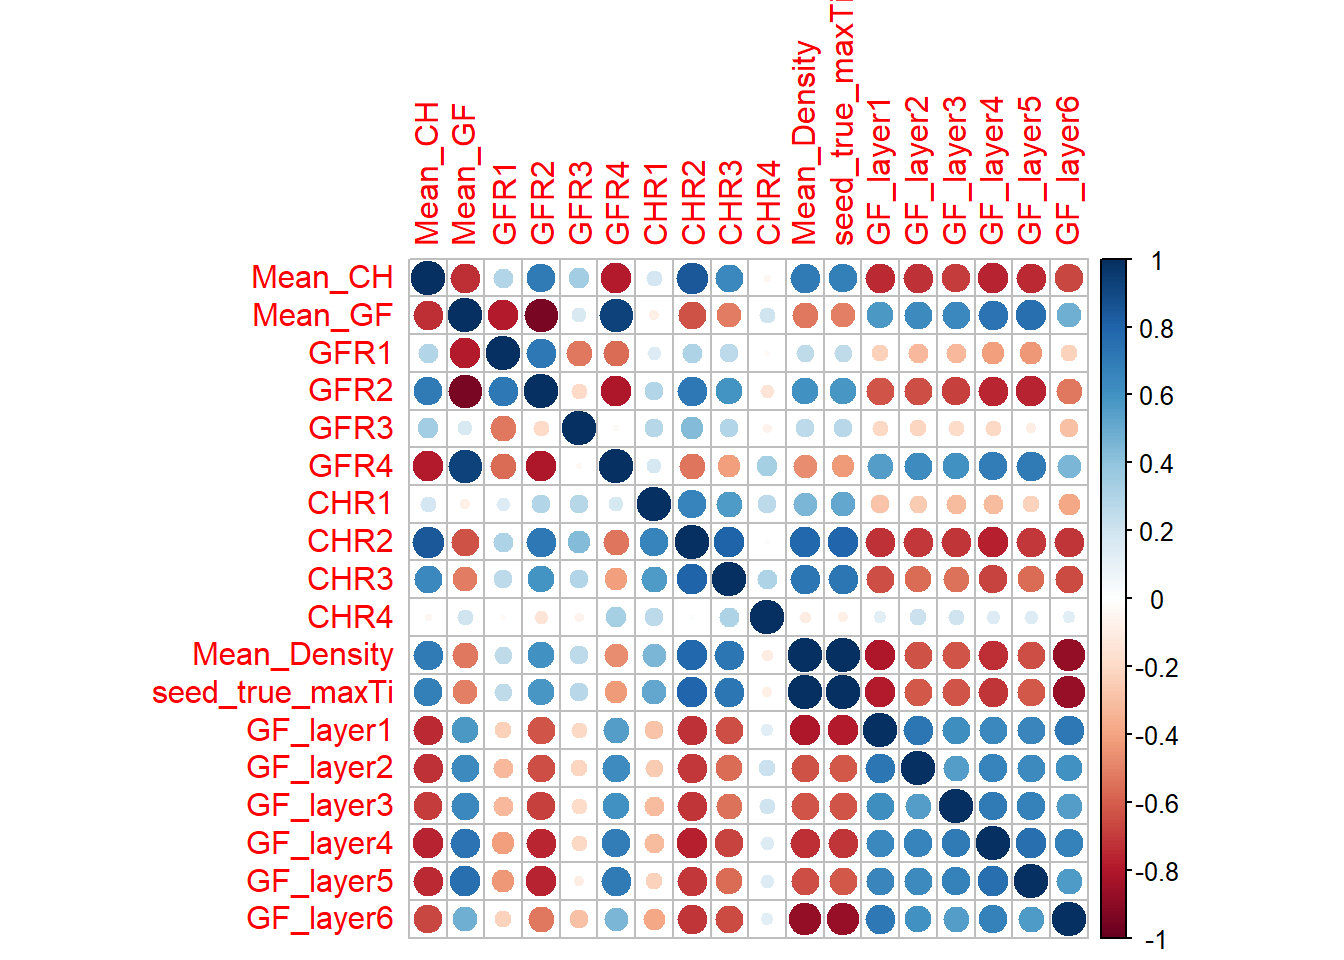 Mean_CH
Mean_GF
GFR1
GFR2
GFR3
GFR4
CHR1
CHR2
CHR3
CHR4
Mean_Density
seed_true_maxTi
GF_layer1
GF_layer2
GF_layer3
GF_layer4
GF_layer5
GF_layer6
Mean_CH
Mean_GF
GFR1
GFR2
GFR3
GFR4
CHR1
CHR2
CHR3
CHR4
Mean_Density
seed_true_maxTi
GF_layer1
GF_layer2
GF_layer3
GF_layer4
GF_layer5
GF_layer6
1
0.8
0.6
0.4
0.2
0
-0.2
-0.4
-0.6
-0.8
-1